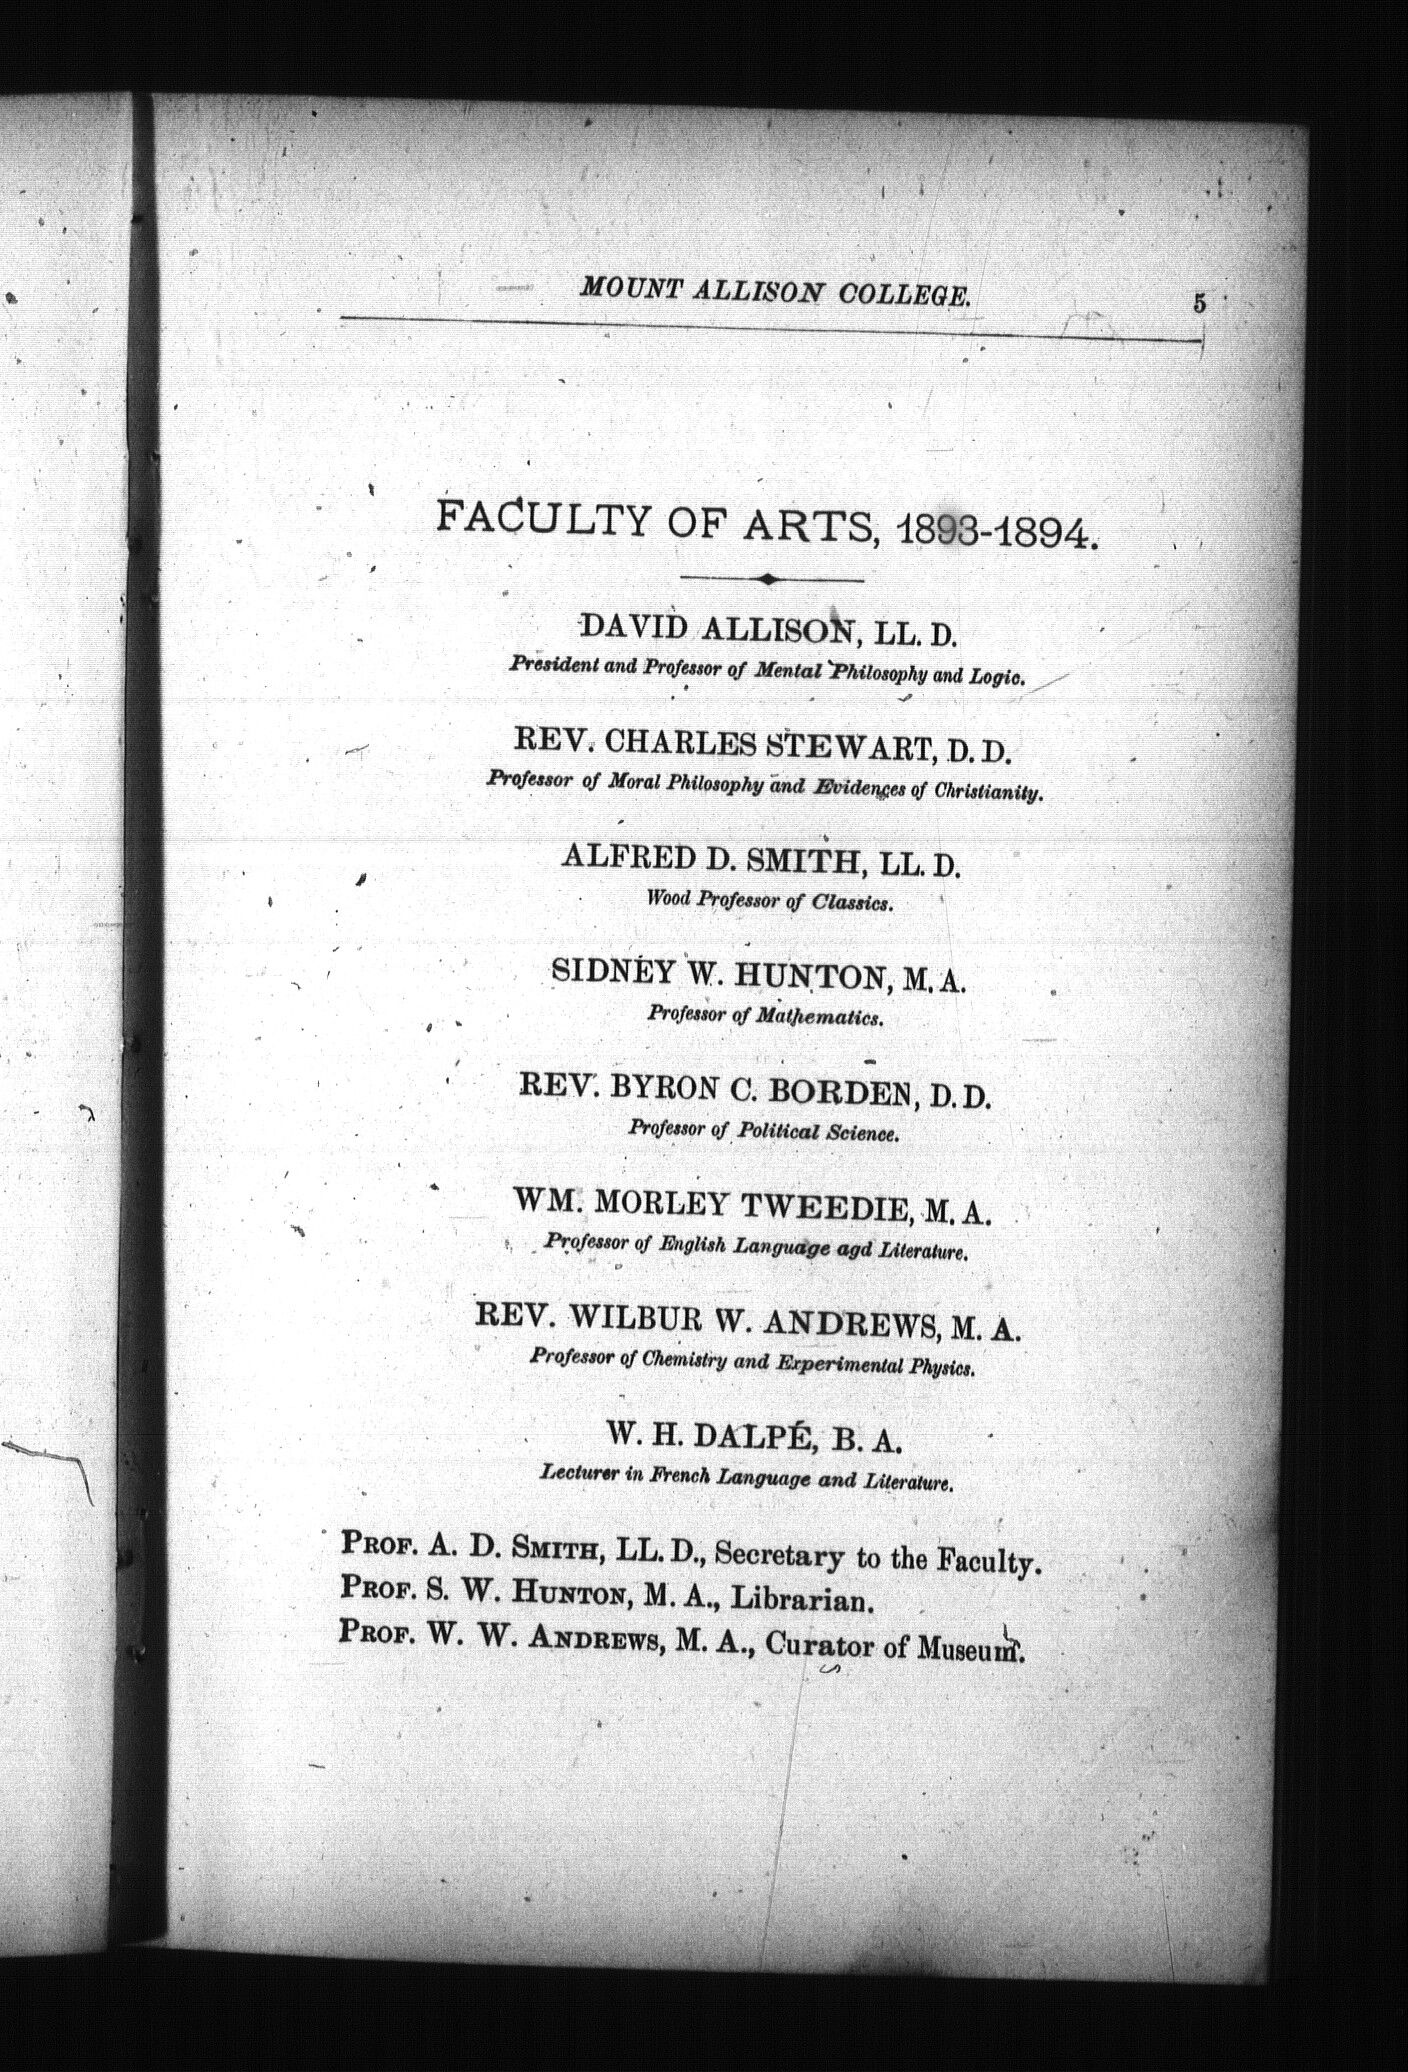 MOUNT ALLISON COLLEGE. 5
FACULTY OF ARTS, 1893-1894.
DAVID ALLISON, LL. D.
President and Professor of Mental Philosophy and Logic.
REV. CHARLES STEWART, D. D.
Professor of Moral Philosophy and Evidences of Christianity.
ALFRED D. SMITH, LL. D.
Wood Professor of Classics.
SIDNEY W. HUNTON, M. A.
Professor of Mathematics.
REV. BYRON C. BORDEN, D. D.
Professor of Political Science.
WM. MORLEY TWEEDIE, M. A.
Professor of English Language agd Literature.
REV. WILBUR W. ANDREWS, M. A.
Professor of Chemistry and Experimental Physics.
W. H. DALPÉ, B. A.
Lecturer in French Language and Literature.
PROF. A. D. SMITH, LL. D., Secretary to the Faculty.
PROF. S. W. HUNTON, M. A., Librarian.
PROF. W. W. ANDREWS, M. A., Curator of Museum.